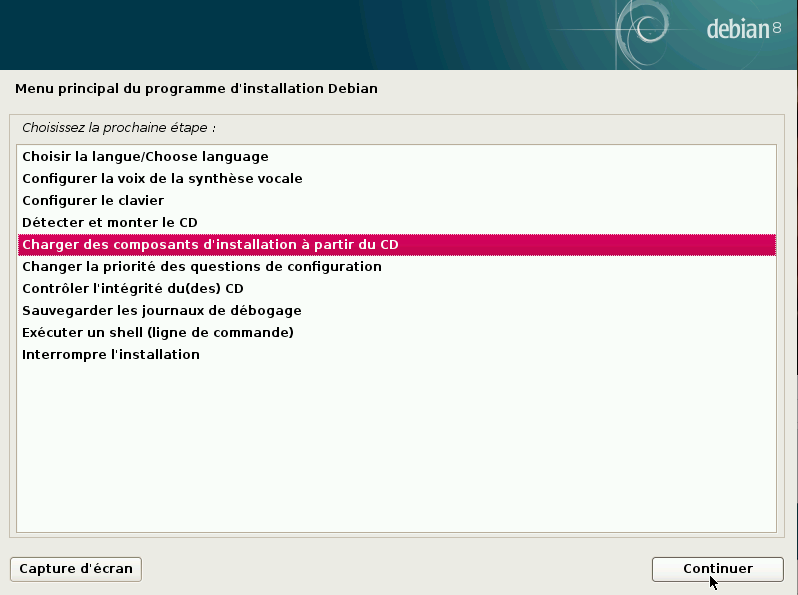 debian 8
Menu principal du programme d'installation Debian
Choisissez la prochaine étape :
Choisir la langue/Choose language
Configurer la voix de la synthèse vocale
Configurer le clavier
Détecter et monter le CD
Charger des composants d'installation à partir du CD
Changer la priorité des questions de configuration
Contrôler l'intégrité du(des) CD
Sauvegarder les journaux de débogage
Exécuter un shell (ligne de commande)
Interrompre l'installation
Capture d'écran
Continuer